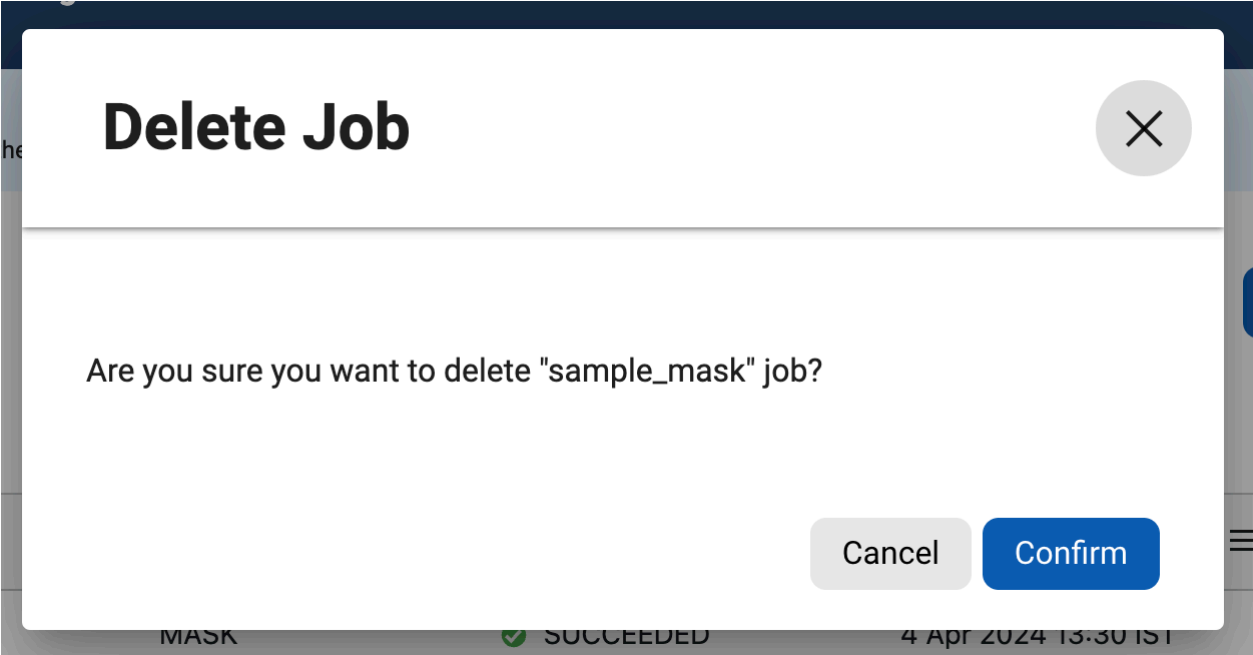 Delete Job
he
Are you sure you want to delete "sample_mask" job?
Cancel Confirm
MASK SUCCEEDED 4 Apr 2024 13:30 IST